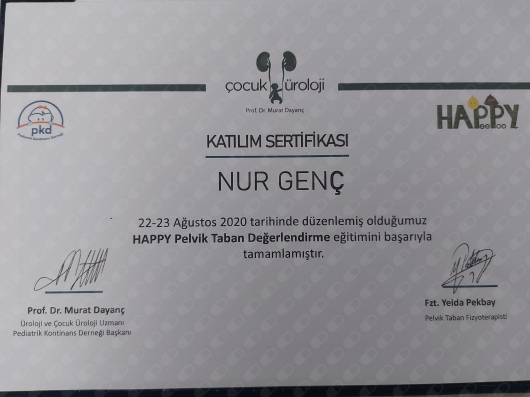 çocuk üroloji
Prof. Dr. Murat Dayanç
pkd
HAPPY
PeePoo
KATILIM SERTİFİKASI
NUR GENÇ
22-23 Ağustos 2020 tarihinde düzenlemiş olduğumuz
HAPPY Pelvik Taban Değerlendirme eğitimini başarıyla
tamamlamıştır.
Prof. Dr. Murat Dayanç
Üroloji ve Çocuk Üroloji Uzmanı
Pediatrik Kontinans Derneği Başkanı
Fzt. Yelda Pekbay
Pelvik Taban Fizyoterapisti